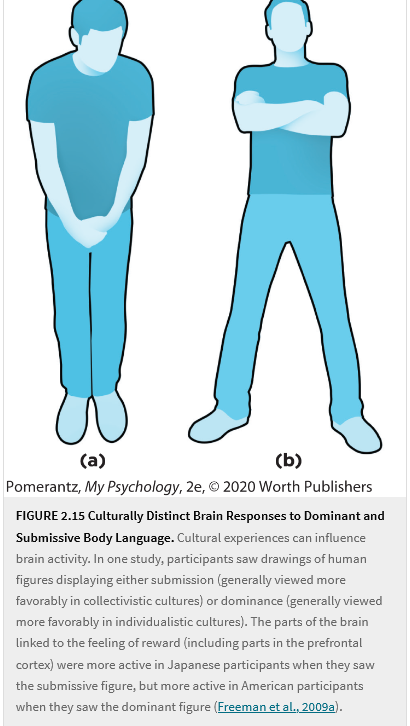 (a)
(b)
Pomerantz, My Psychology, 2e, © 2020 Worth Publishers
FIGURE 2.15 Culturally Distinct Brain Responses to Dominant and
Submissive Body Language. Cultural experiences can influence
brain activity. In one study, participants saw drawings of human
figures displaying either submission (generally viewed more
favorably in collectivistic cultures) or dominance (generally viewed
more favorably in individualistic cultures). The parts of the brain
linked to the feeling of reward (including parts in the prefrontal
cortex) were more active in Japanese participants when they saw
the submissive figure, but more active in American participants
when they saw the dominant figure (Freeman et al., 2009a).